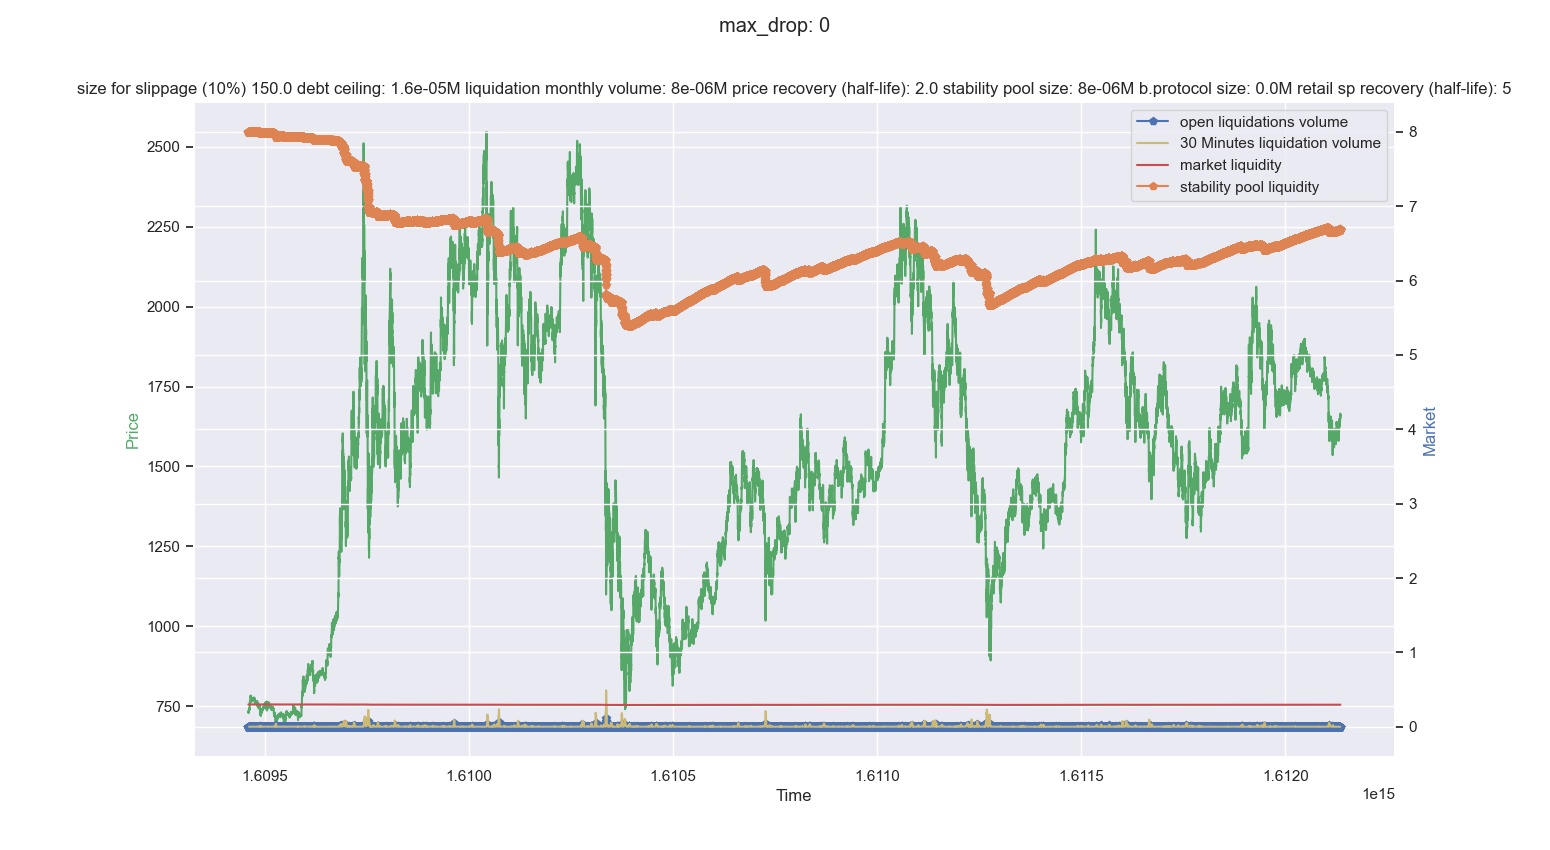 max_drop: 0
size for slippage (10%) 150.0 debt ceiling: 1.6e-05M liquidation monthly volume: 8e-06M price recovery (half-life): 2.0 stability pool size: 8e-06M b.protocol size: 0.0M retail sp recovery (half-life): 5
open liquidations volume
30 Minutes liquidation volume
market liquidity
stability pool liquidity
2500
2250
2000
1750
1500
1250
1000
750
Price
8
7
6
5
4
3
2
1
0
Market
1.6095 1.6100 1.6105 1.6110 1.6115 1.6120
1e15
Time